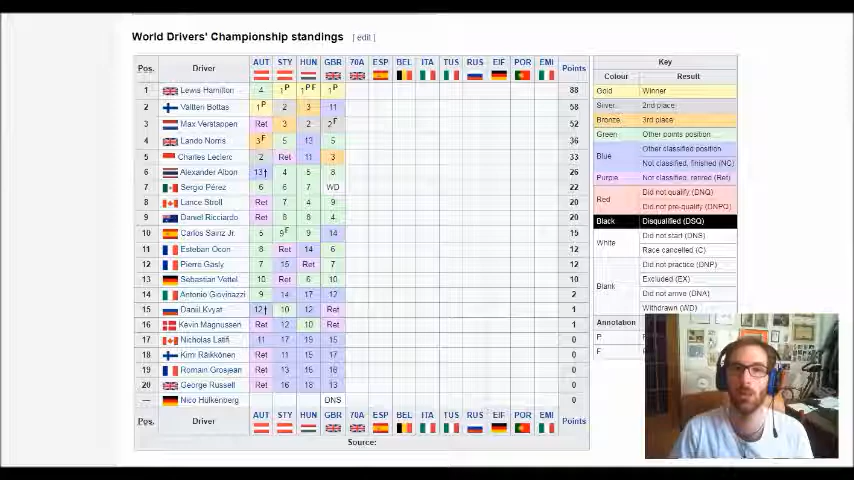 World Drivers' Championship standings [ edit ]
Pos. Driver AUT STY HUN GBR 70A ESP BEL ITA TUS RUS EIF POR EMI Points
1 Lewis Hamilton 4 1P 1PF 1P 88
2 Valtteri Bottas 1P 2 3 11 58
3 Max Verstappen Ret 3 2 2F 52
4 Lando Norris 3F 5 13 5 36
5 Charles Leclerc 2 Ret 11 3 33
6 Alexander Albon 13† 4 5 8 26
7 Sergio Pérez 6 6 7 WD 22
8 Lance Stroll Ret 7 4 9 20
9 Daniel Ricciardo Ret 8 8 4 20
10 Carlos Sainz Jr. 5 9F 9 14 15
11 Esteban Ocon 8 Ret 14 6 12
12 Pierre Gasly 7 15 Ret 7 12
13 Sebastian Vettel 10 Ret 6 10 10
14 Antonio Giovinazzi 9 14 17 12 2
15 Daniil Kvyat 12† 10 12 Ret 1
16 Kevin Magnussen Ret 12 10 Ret 1
17 Nicholas Latifi 11 17 19 15 0
18 Kimi Räikkönen Ret 11 15 17 0
19 Romain Grosjean Ret 13 16 16 0
20 George Russell Ret 16 18 13 0
— Nico Hülkenberg DNS 0
Pos. Driver AUT STY HUN GBR 70A ESP BEL ITA TUS RUS EIF POR EMI Points
Source:
Key
Colour Result
Gold Winner
Silver 2nd place
Bronze 3rd place
Green Other points position
Blue Other classified position
Not classified, finished (NC)
Purple Not classified, retired (Ret)
Red Did not qualify (DNQ)
Did not pre-qualify (DNPQ)
Black Disqualified (DSQ)
White Did not start (DNS)
Race cancelled (C)
Blank Did not practice (DNP)
Excluded (EX)
Did not arrive (DNA)
Withdrawn (WD)
Annotation
P
F